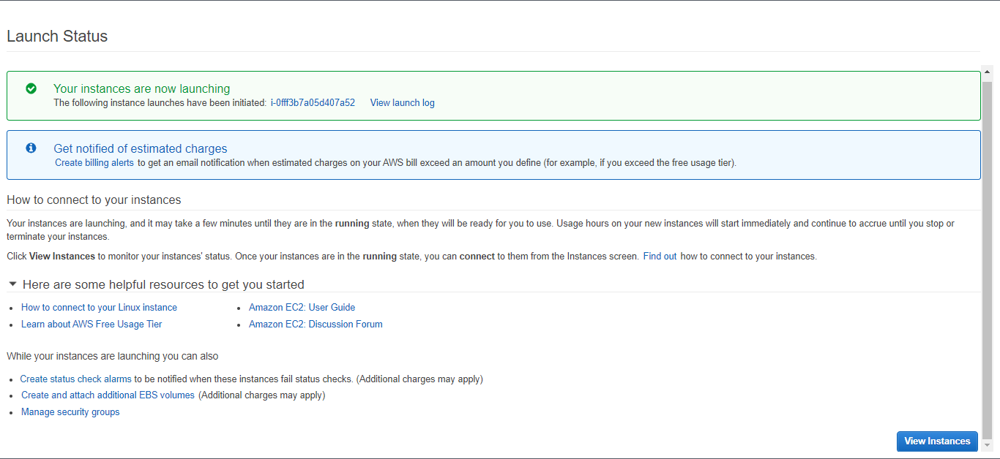 Launch Status
Your instances are now launching
The following instance launches have been initiated: i-0fff3b7a05d407a52 View launch log
Get notified of estimated charges
Create billing alerts to get an email notification when estimated charges on your AWS bill exceed an amount you define (for example, if you exceed the free usage tier).
How to connect to your instances
Your instances are launching, and it may take a few minutes until they are in the running state, when they will be ready for you to use. Usage hours on your new instances will start immediately and continue to accrue until you stop or
terminate your instances.
Click View Instances to monitor your instances' status. Once your instances are in the running state, you can connect to them from the Instances screen. Find out how to connect to your instances.
Here are some helpful resources to get you started
How to connect to your Linux instance
Learn about AWS Free Usage Tier
Amazon EC2: User Guide
Amazon EC2: Discussion Forum
While your instances are launching you can also
Create status check alarms to be notified when these instances fail status checks. (Additional charges may apply)
Create and attach additional EBS volumes (Additional charges may apply)
Manage security groups
View Instances